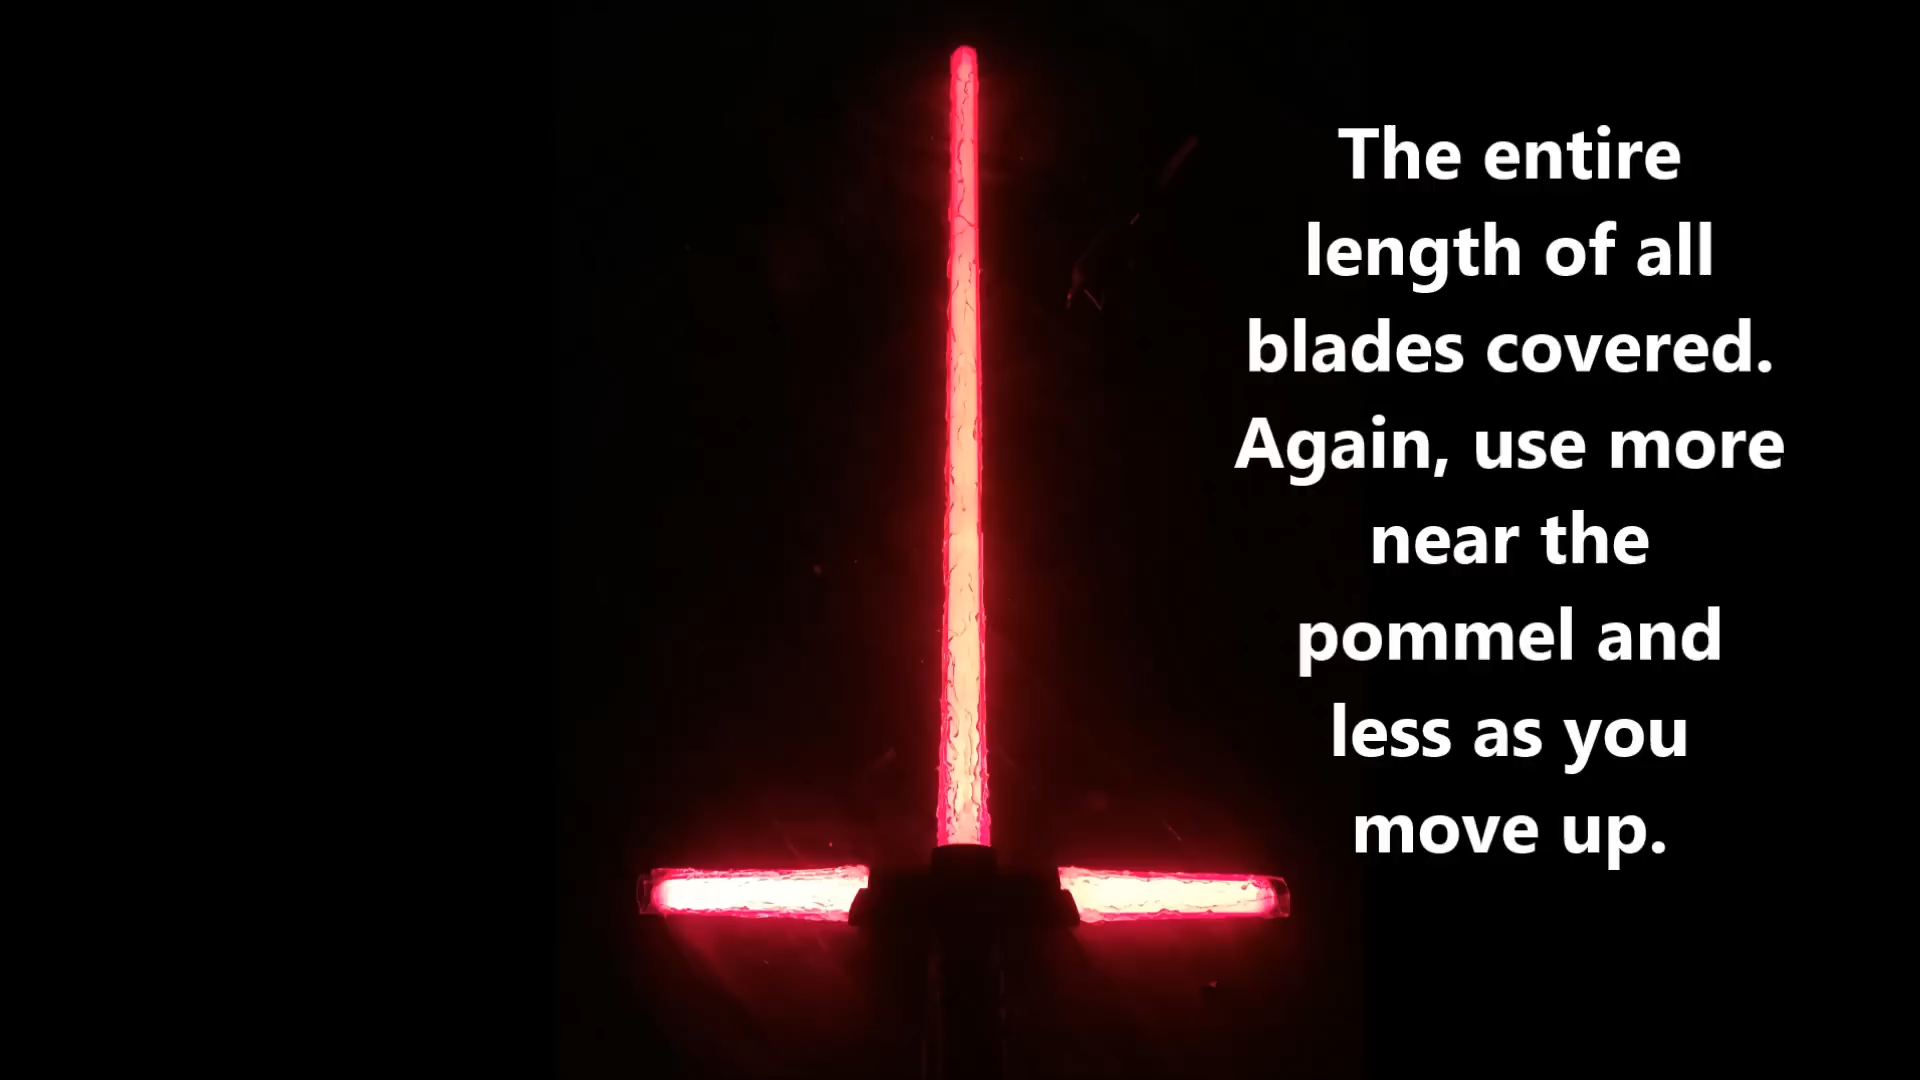 The entire
length of all
blades covered.
Again, use more
near the
pommel and
less as you
move up.